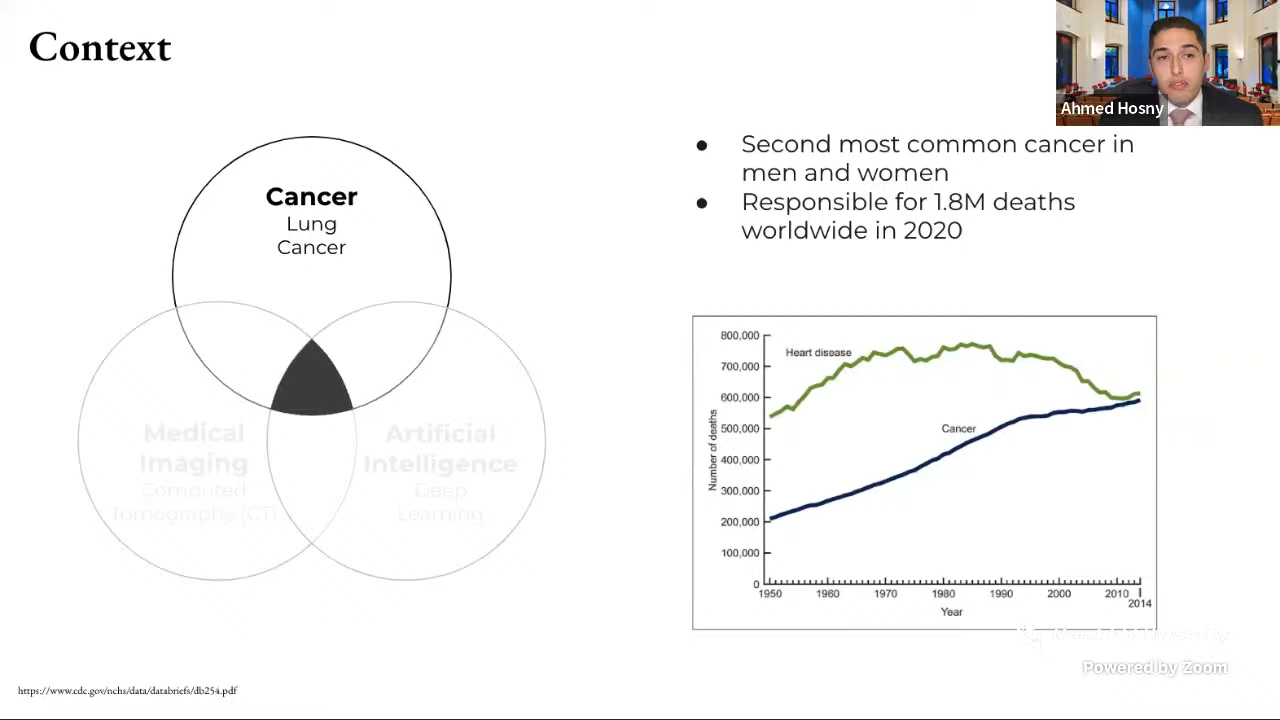 Context
Ahmed Hosny
Cancer
Lung
Cancer
Medical
Imaging
Computed
Tomography (CT)
Artificial
Intelligence
Deep
Learning
● Second most common cancer in
men and women
● Responsible for 1.8M deaths
worldwide in 2020
800,000
700,000
600,000
500,000
400,000
300,000
200,000
100,000
0
Number of deaths
Heart disease
Cancer
1950 1960 1970 1980 1990 2000 2010
2014
Year
University
Powered by Zoom
https://www.cdc.gov/nchs/data/databriefs/db254.pdf